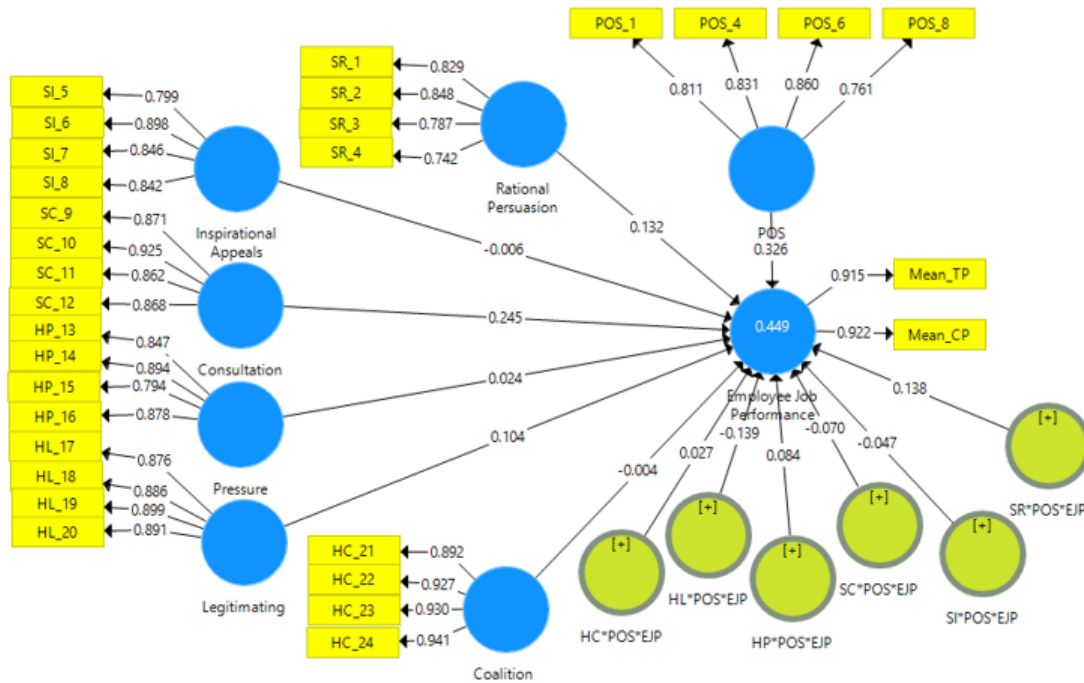 POS_1
POS_4
POS_6
POS_8
0.811
0.831
0.860
0.761
POS
0.326
SR_1
SR_2
SR_3
SR_4
0.829
0.848
0.787
0.742
Rational
Persuasion
0.132
SI_5
SI_6
SI_7
SI_8
0.799
0.898
0.846
0.842
Inspirational
Appeals
-0.006
SC_9
SC_10
SC_11
SC_12
0.871
0.925
0.862
0.868
Consultation
0.245
HP_13
HP_14
HP_15
HP_16
0.847
0.894
0.794
0.878
Pressure
0.024
HL_17
HL_18
HL_19
HL_20
0.876
0.886
0.899
0.891
Legitimating
0.104
HC_21
HC_22
HC_23
HC_24
0.892
0.927
0.930
0.941
Coalition
-0.004
0.449
Employee Job
Performance
0.915
Mean_TP
0.922
Mean_CP
0.027
[+]
HC*POS*EJP
-0.139
[+]
HL*POS*EJP
0.084
[+]
HP*POS*EJP
-0.070
[+]
SC*POS*EJP
-0.047
[+]
SI*POS*EJP
0.138
[+]
SR*POS*EJP